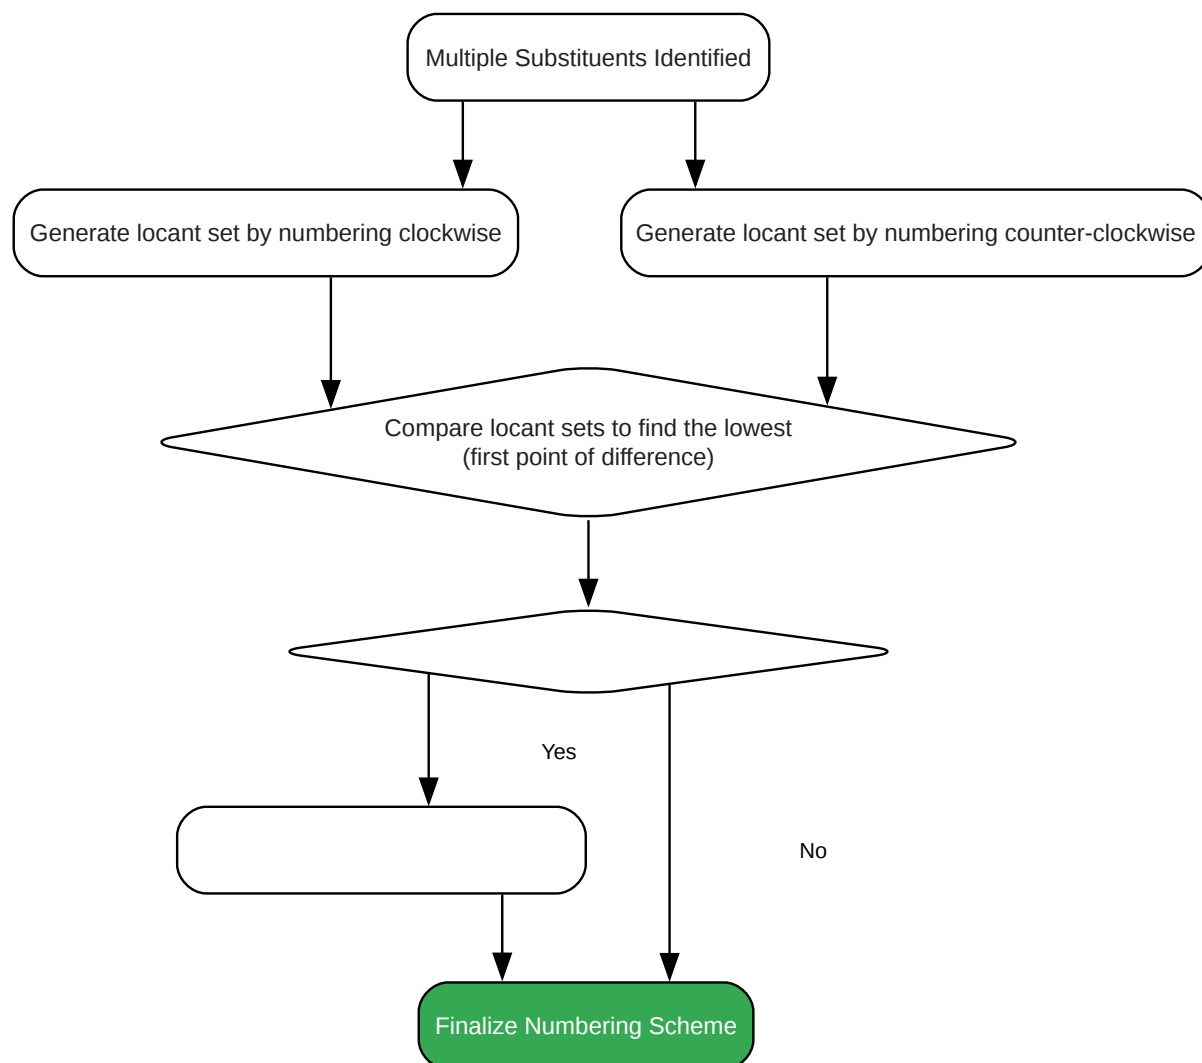 Multiple Substituents Identified
Generate locant set by numbering clockwise
Generate locant set by numbering counter-clockwise
Compare locant sets to find the lowest
(first point of difference)
Yes
No
Finalize Numbering Scheme